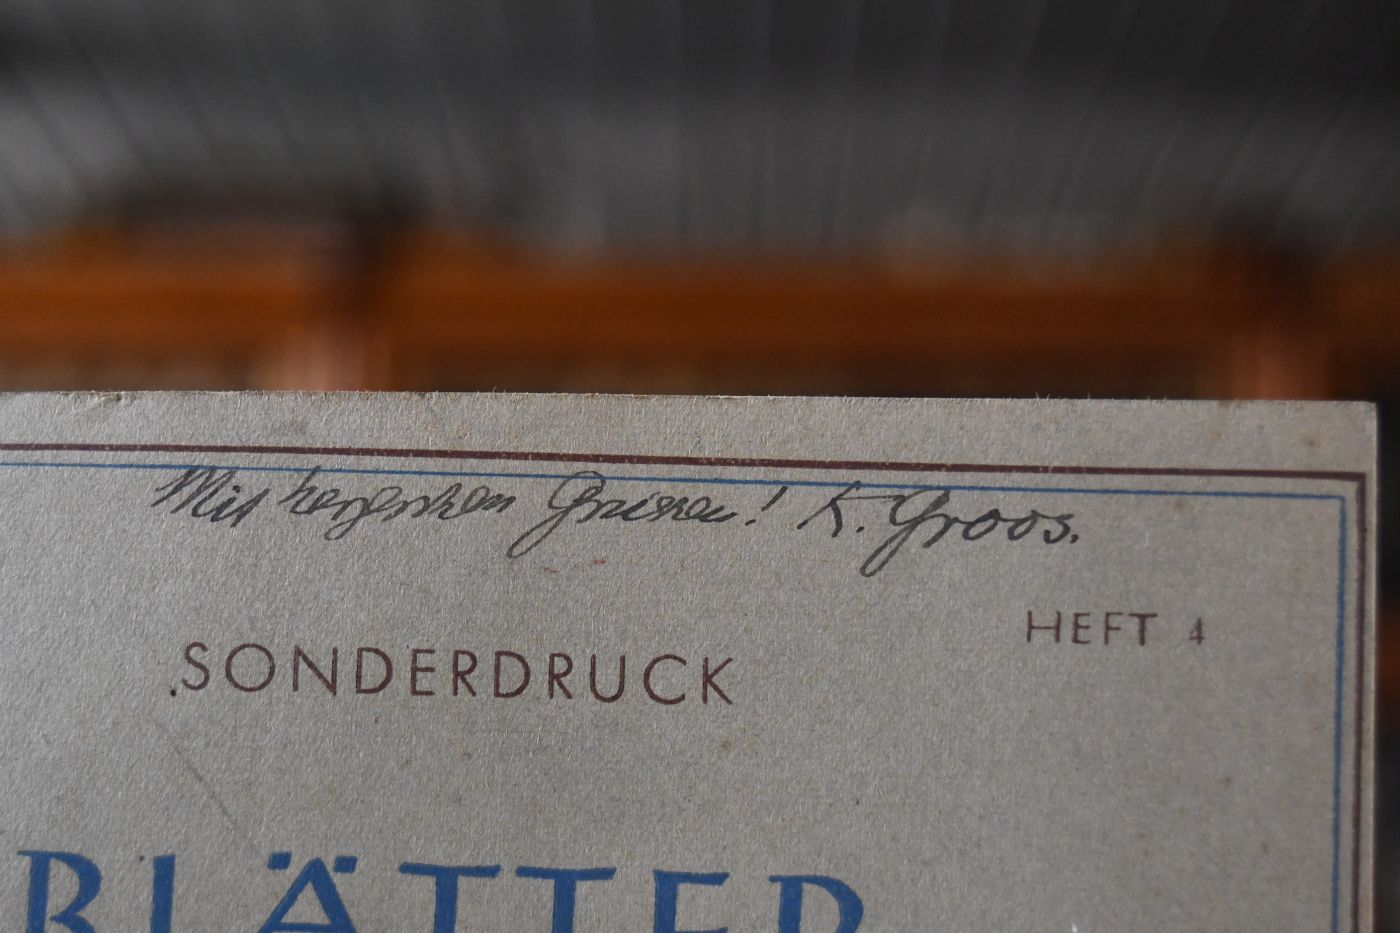 Mit herzlichen Grüssen! K. Groos.
HEFT 4
SONDERDRUCK
BLÄTTER